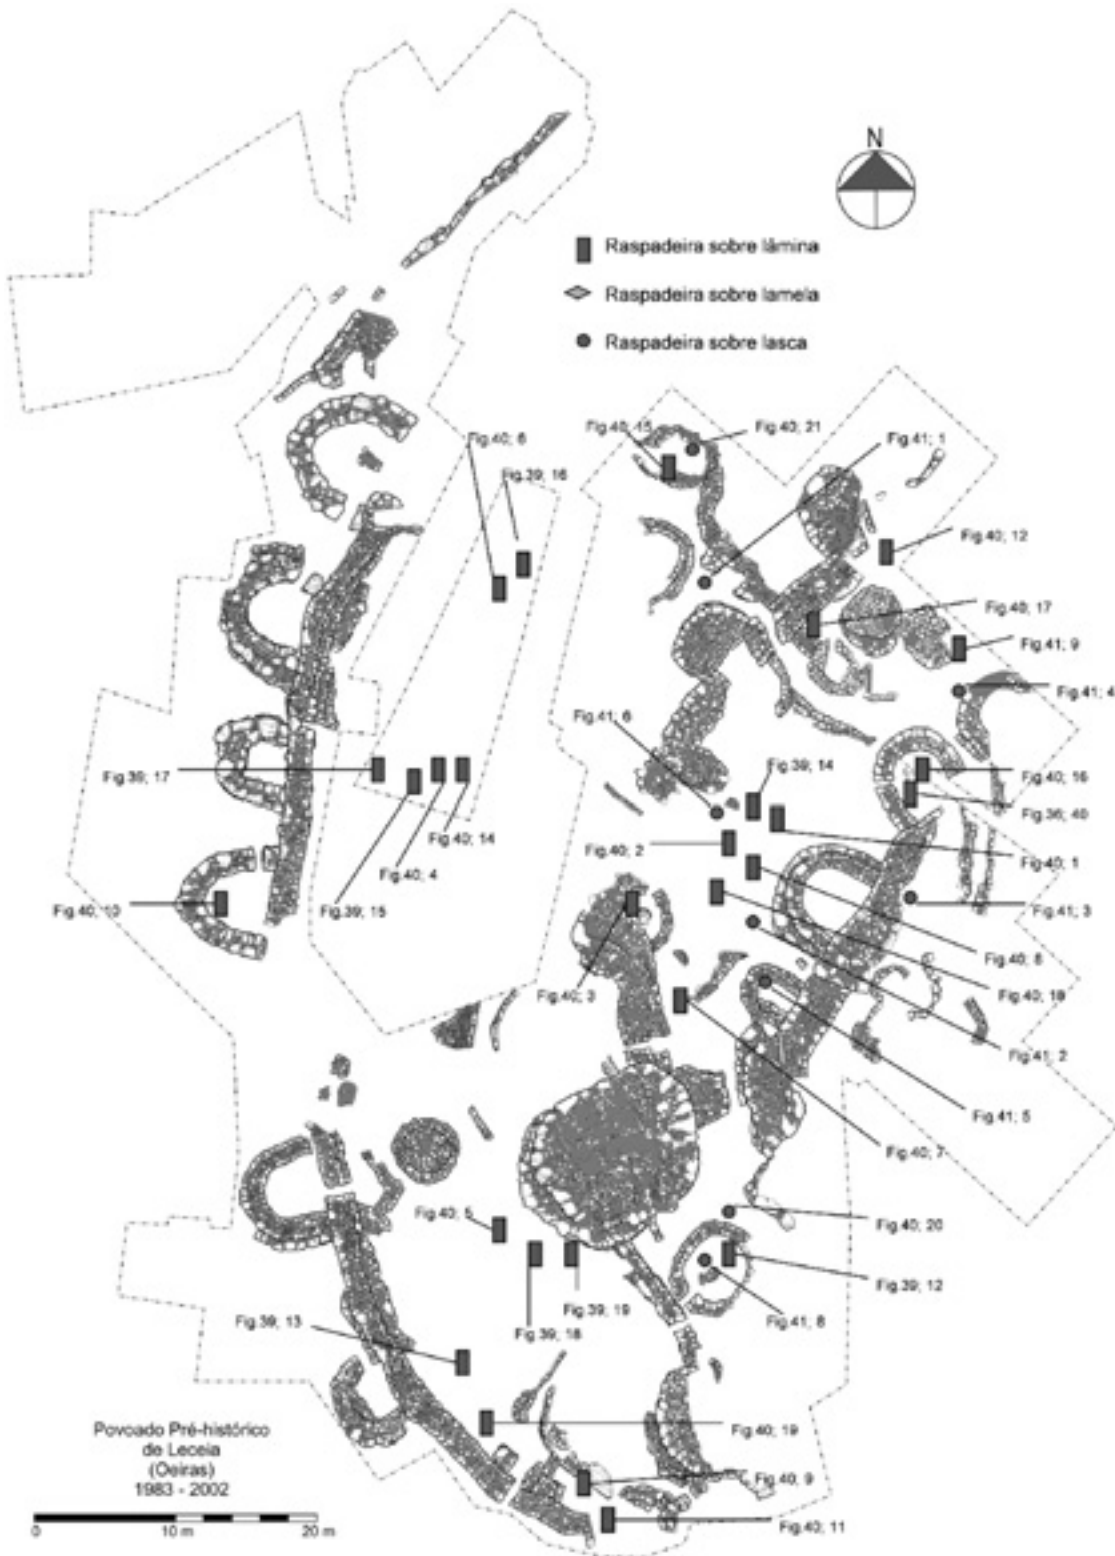 N
Raspadeira sobre lâmina
Raspadeira sobre lamela
Raspadeira sobre lasca
Fig.40; 6
Fig.39; 16
Fig.40; 15
Fig.40; 21
Fig.41; 1
Fig.40; 12
Fig.40; 17
Fig.41; 9
Fig.41; 4
Fig.41; 6
Fig.39; 14
Fig.39; 17
Fig.40; 16
Fig.36; 40
Fig.40; 14
Fig.40; 2
Fig.40; 1
Fig.40; 4
Fig.40; 10
Fig.39; 15
Fig.41; 3
Fig.40; 8
Fig.40; 3
Fig.40; 18
Fig.41; 2
Fig.41; 5
Fig.40; 7
Fig.40; 5
Fig.40; 20
Fig.39; 12
Fig.39; 19
Fig.41; 8
Fig.39; 13
Fig.39; 18
Povoado Pré-histórico
de Leceia
(Oeiras)
1983 - 2002
Fig.40; 19
Fig.40; 9
0 10 m 20 m
Fig.40; 11